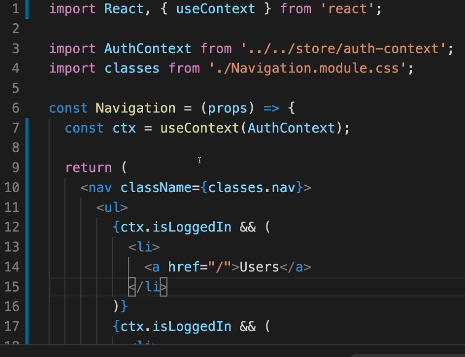 1 import React, { useContext } from 'react';
2
3 import AuthContext from '../../store/auth-context';
4 import classes from './Navigation.module.css';
5
6 const Navigation = (props) => {
7 const ctx = useContext(AuthContext);
8
9 return (
10 <nav className={classes.nav}>
11 <ul>
12 {ctx.isLoggedIn && (
13 <li>
14 <a href="/">Users</a>
15 </li>
16 )}
17 {ctx.isLoggedIn && (
18